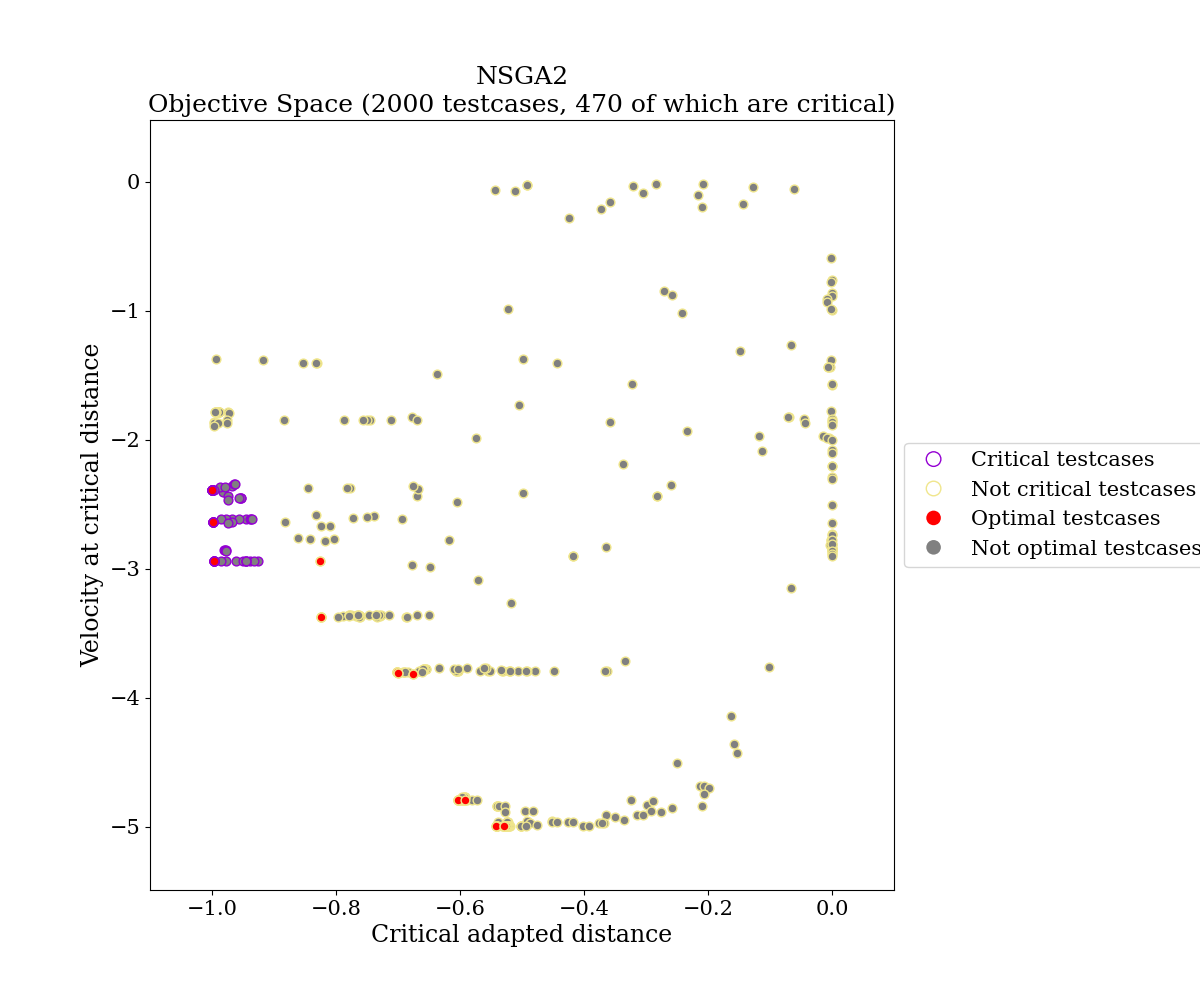 NSGA2
Objective Space (2000 testcases, 470 of which are critical)
0
−1
−2
−3
−4
−5
Velocity at critical distance
−1.0
−0.8
−0.6
−0.4
−0.2
0.0
Critical adapted distance
Critical testcases
Not critical testcases
Optimal testcases
Not optimal testcases